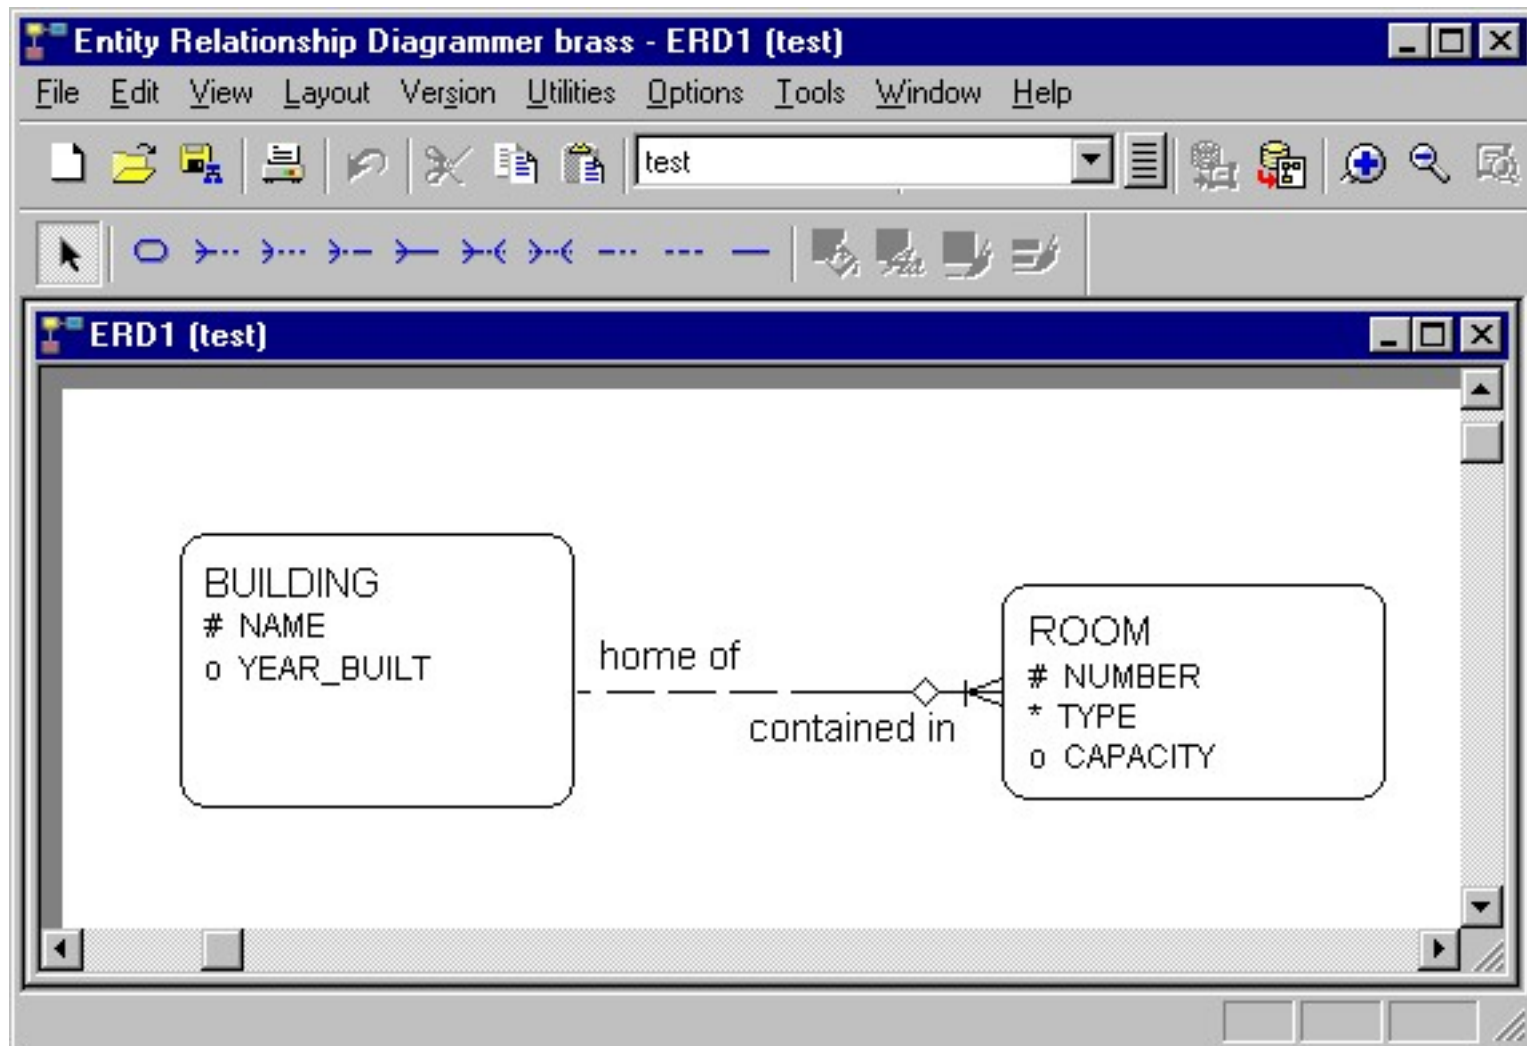 Entity Relationship Diagrammer brass - ERD1 (test)
File Edit View Layout Version Utilities Options Tools Window Help
test
ERD1 (test)
BUILDING
# NAME
o YEAR_BUILT
home of
contained in
ROOM
# NUMBER
* TYPE
o CAPACITY